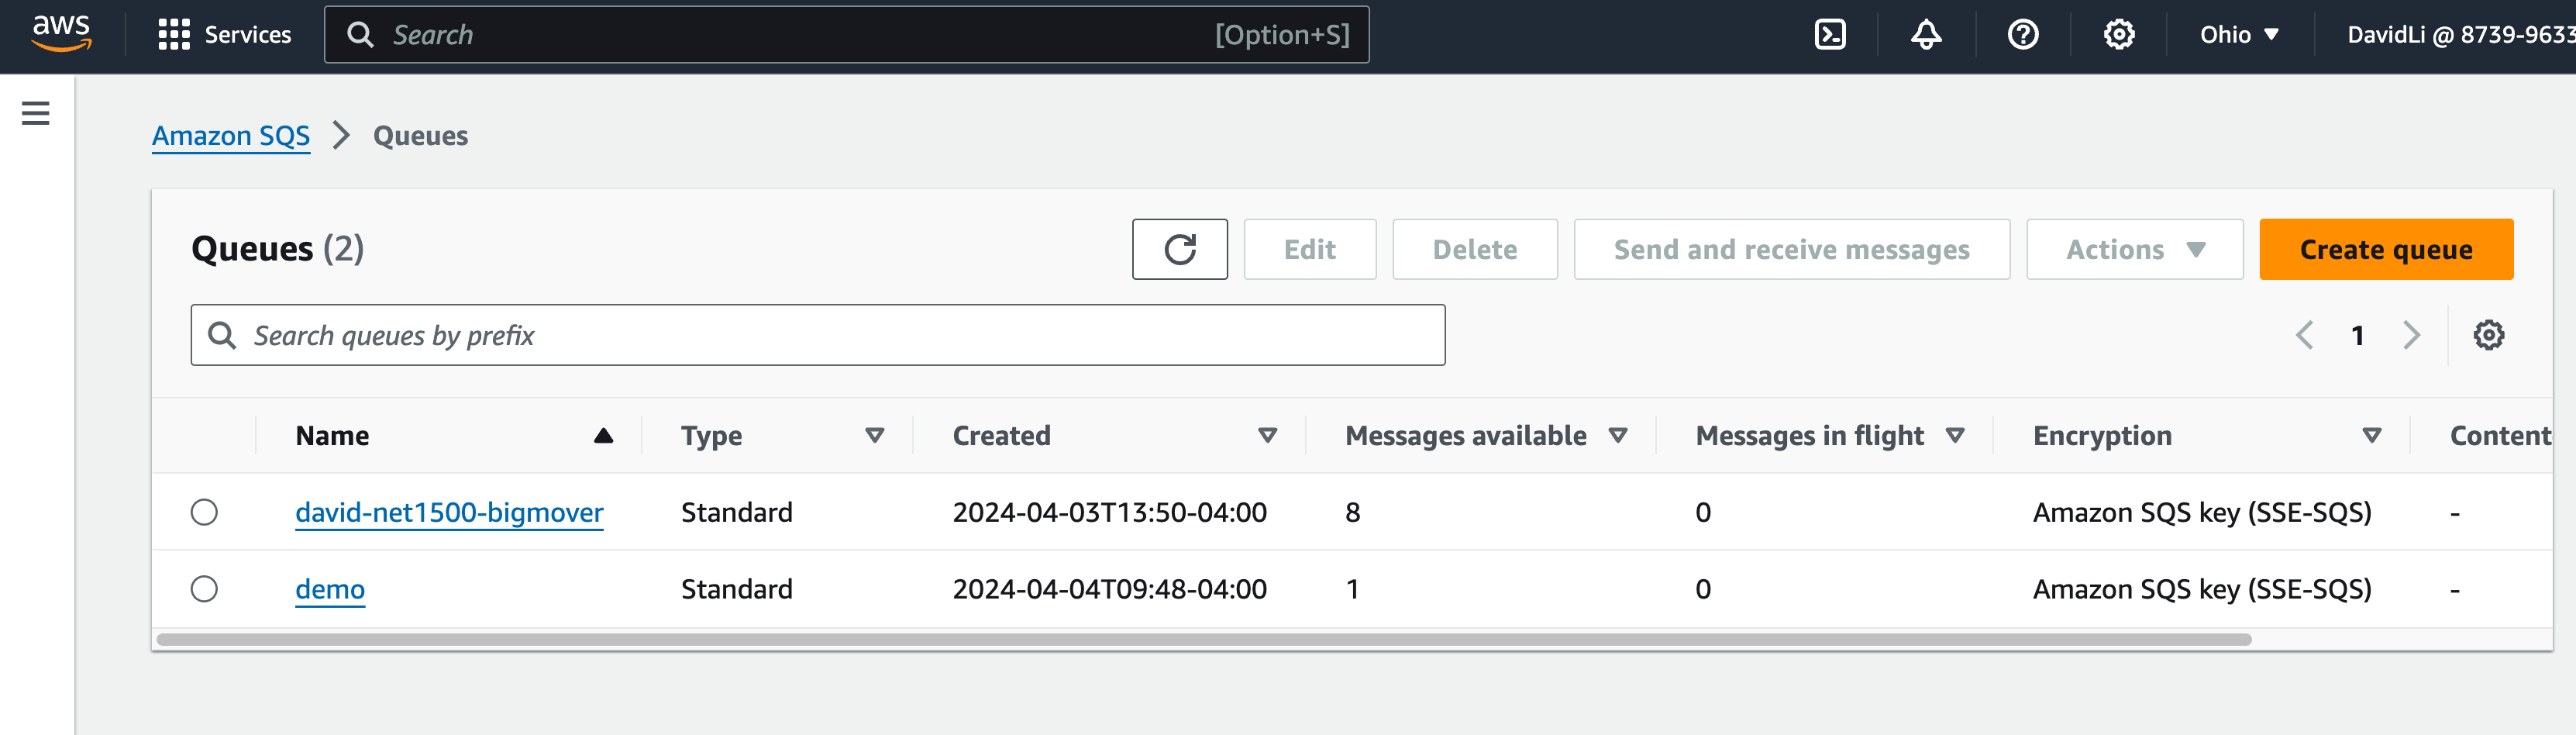 aws Services Search [Option+S] Ohio DavidLi @ 8739-9633
Amazon SQS Queues
Queues (2) Edit Delete Send and receive messages Actions Create queue
Search queues by prefix 1
Name Type Created Messages available Messages in flight Encryption Content
david-net1500-bigmover Standard 2024-04-03T13:50-04:00 8 0 Amazon SQS key (SSE-SQS) -
demo Standard 2024-04-04T09:48-04:00 1 0 Amazon SQS key (SSE-SQS) -